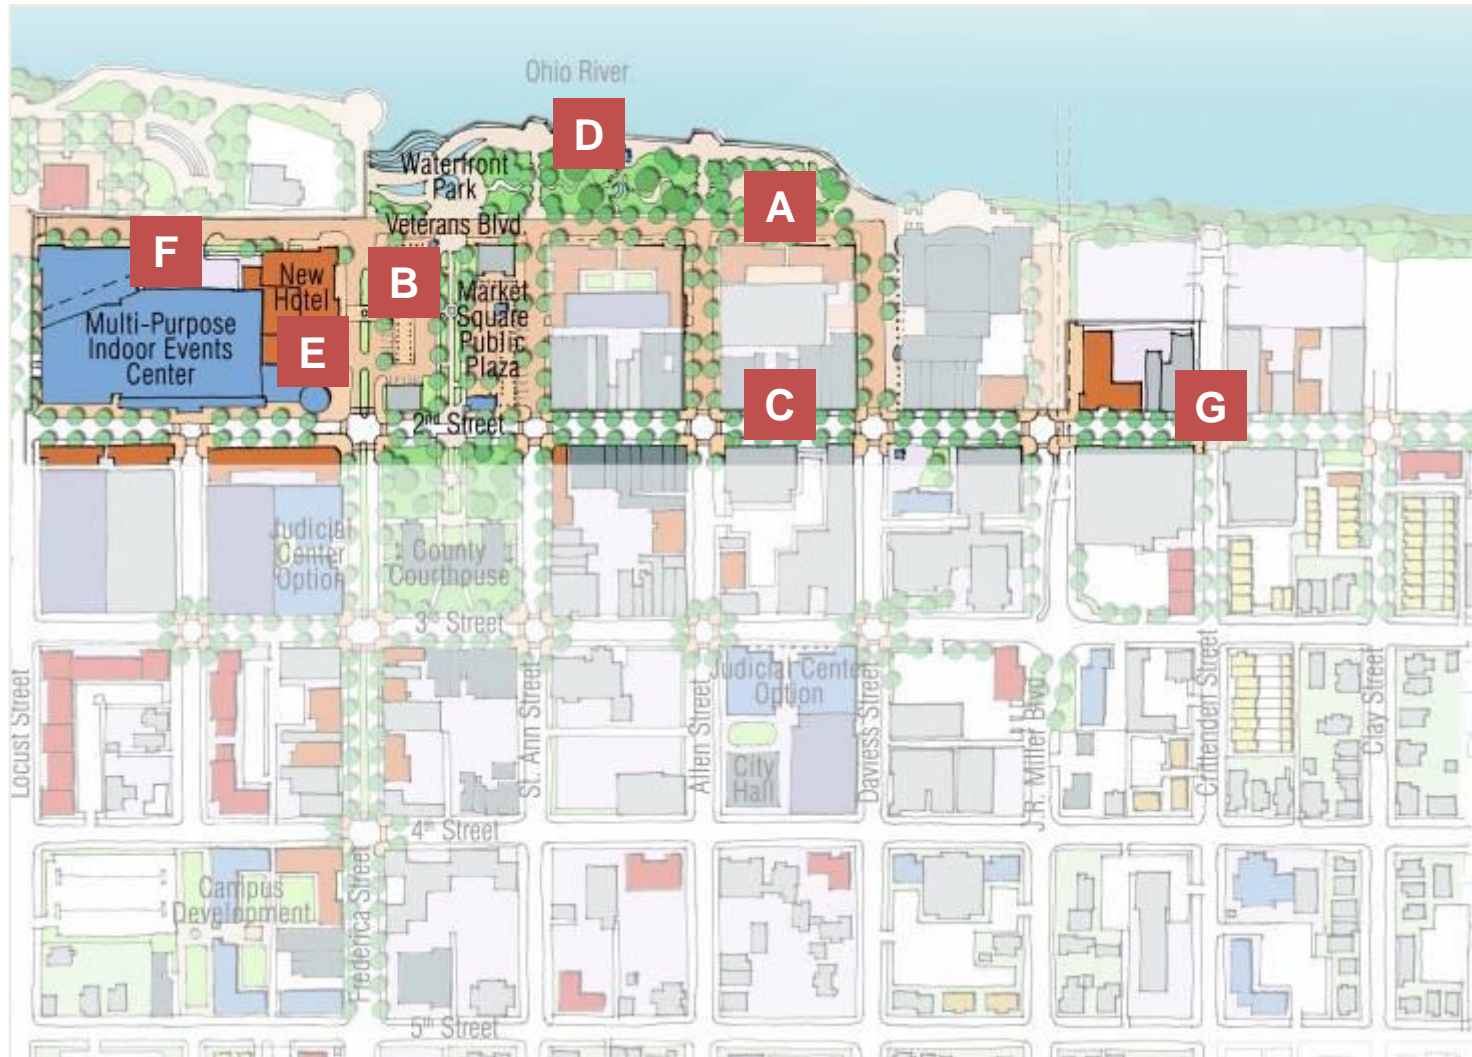 Ohio River
D
Waterfront
Park
A
Veterans Blvd.
F
B
New
Hotel
Market
Square
Public
Plaza
Multi-Purpose
Indoor Events
Center
E
C
G
2nd Street
Judicial
Center
Option
County
Courthouse
3rd Street
Judicial Center
Option
City
Hall
Locust Street
St. Ann Street
Allen Street
Daviess Street
J.R. Miller Blvd.
Crittenden Street
Clay Street
4th Street
Campus
Development
Frederica Street
5th Street